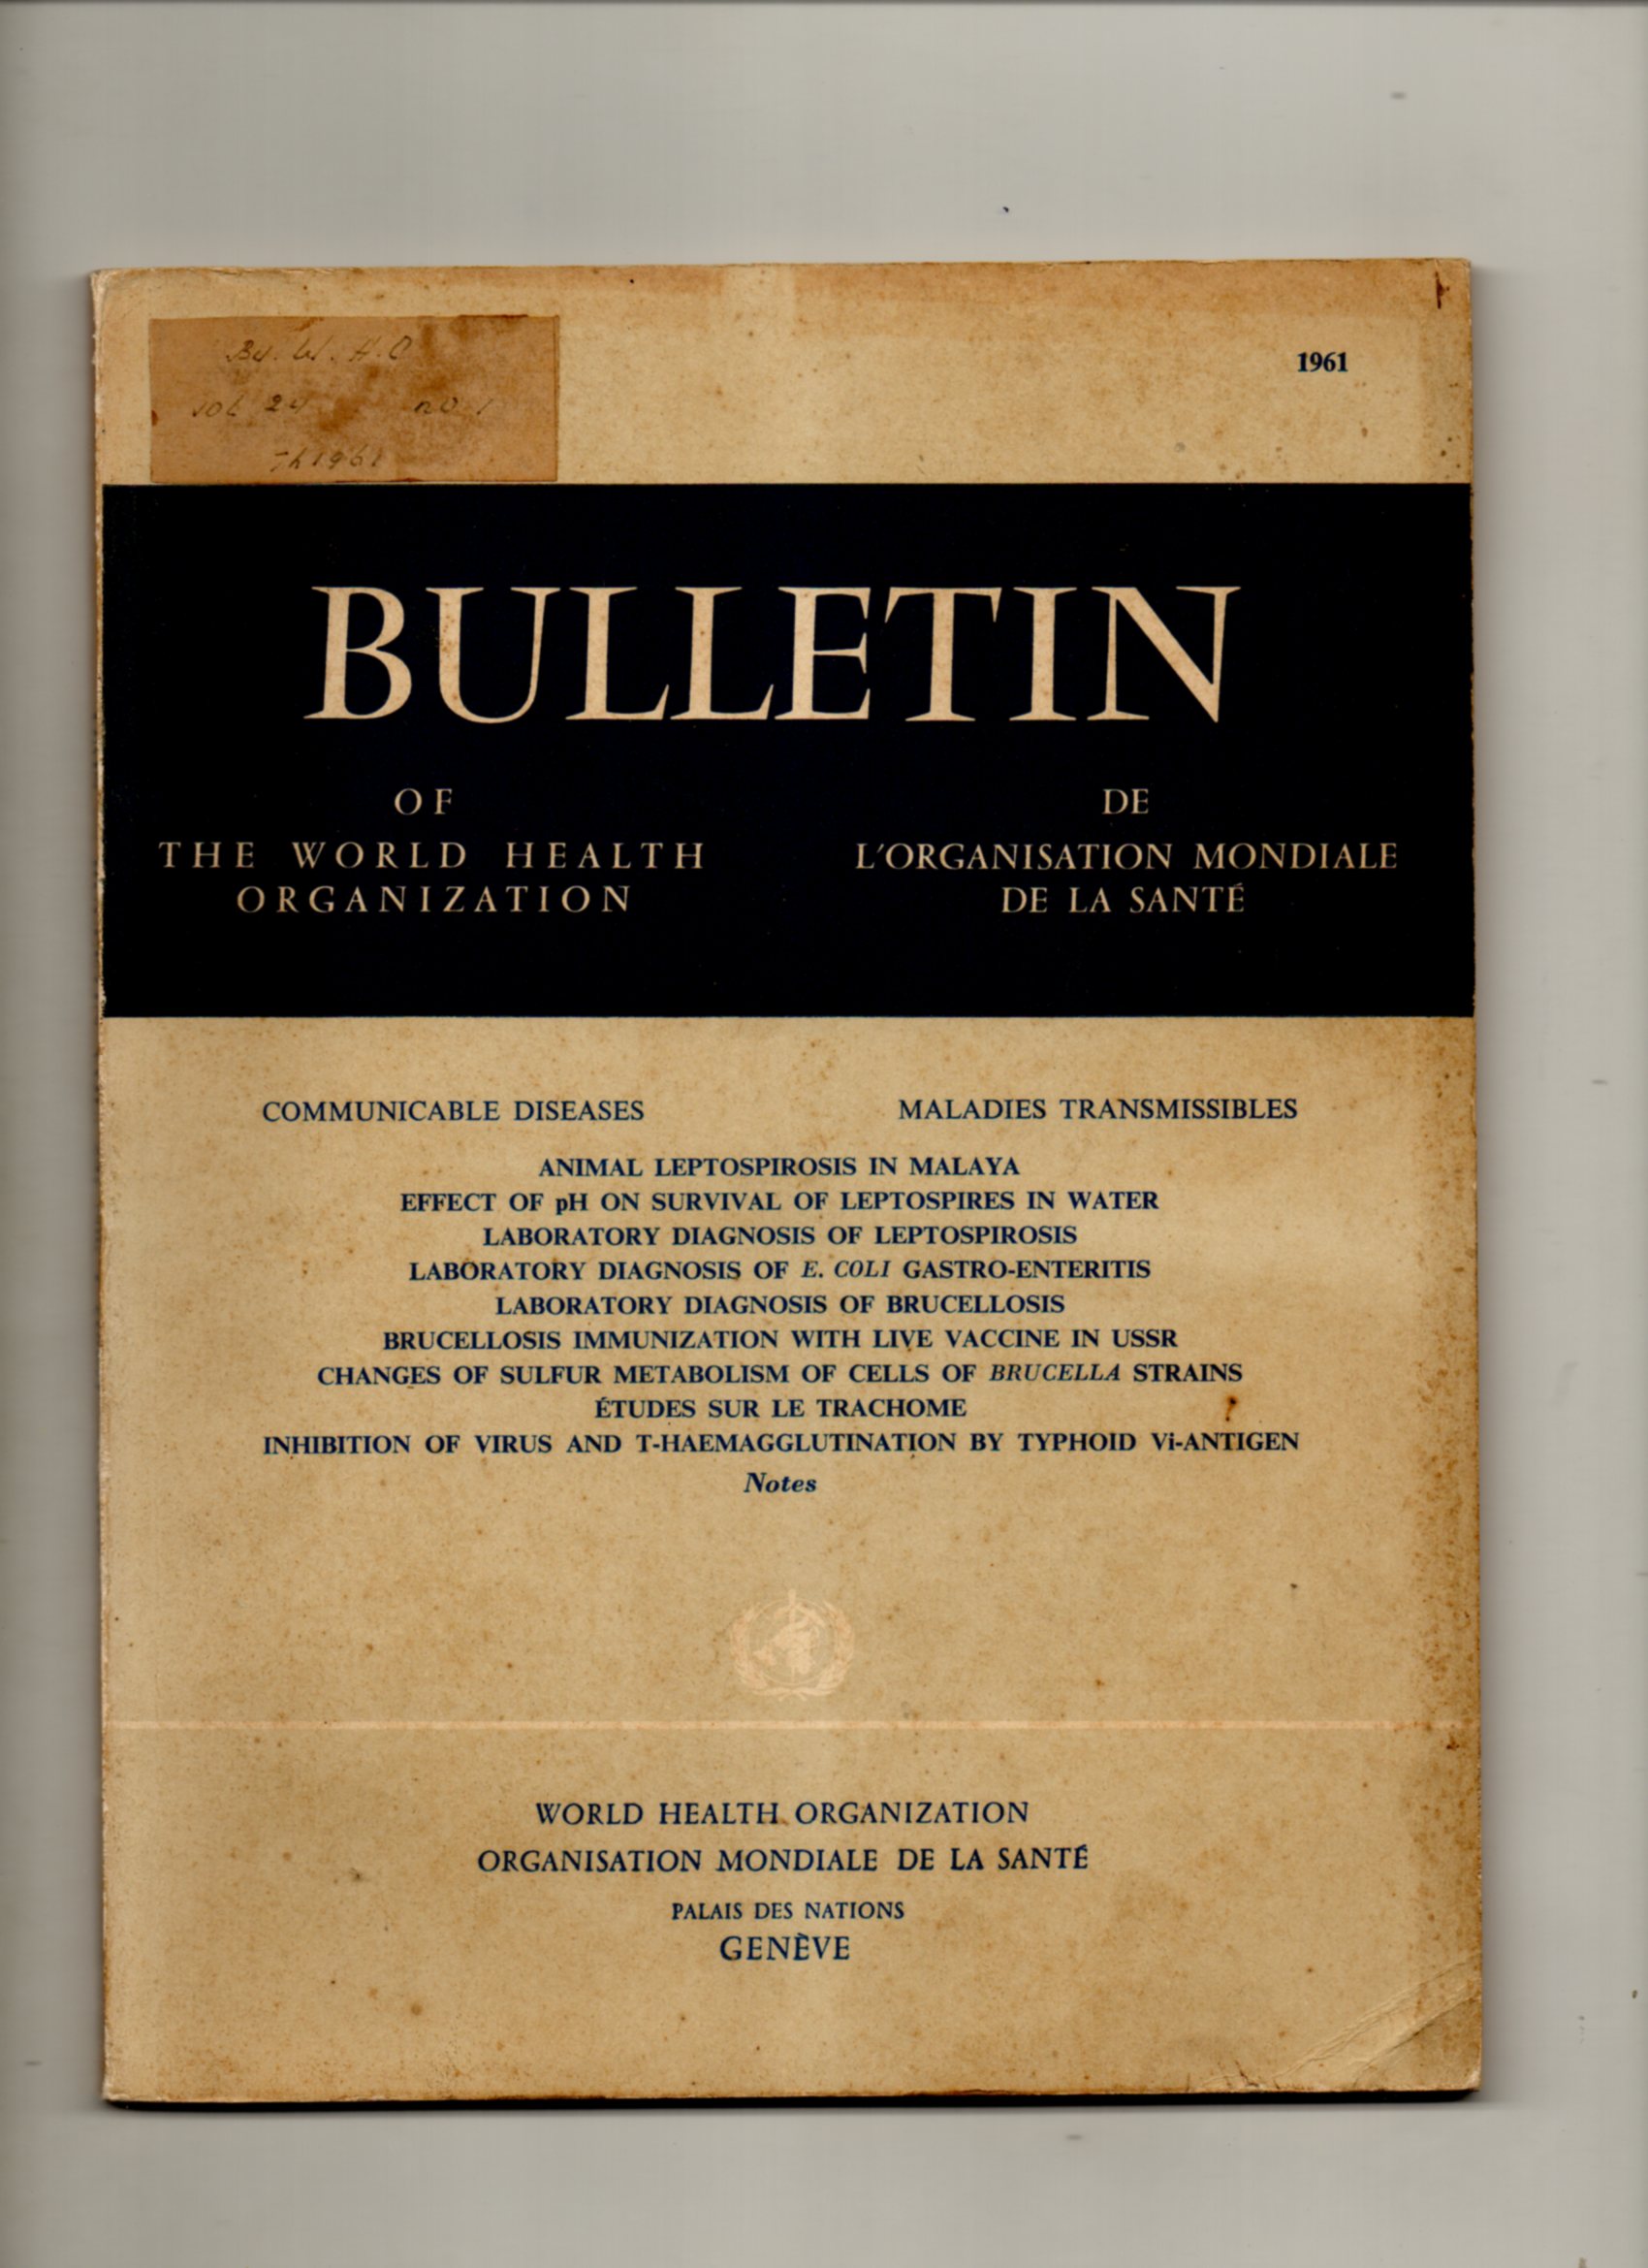 Bu. W. H. O
vol 24 no 1
1961
1961
BULLETIN
OF
THE WORLD HEALTH
ORGANIZATION
DE
L'ORGANISATION MONDIALE
DE LA SANTÉ
COMMUNICABLE DISEASES
MALADIES TRANSMISSIBLES
ANIMAL LEPTOSPIROSIS IN MALAYA
EFFECT OF pH ON SURVIVAL OF LEPTOSPIRES IN WATER
LABORATORY DIAGNOSIS OF LEPTOSPIROSIS
LABORATORY DIAGNOSIS OF E. COLI GASTRO-ENTERITIS
LABORATORY DIAGNOSIS OF BRUCELLOSIS
BRUCELLOSIS IMMUNIZATION WITH LIVE VACCINE IN USSR
CHANGES OF SULFUR METABOLISM OF CELLS OF BRUCELLA STRAINS
ÉTUDES SUR LE TRACHOME
INHIBITION OF VIRUS AND T-HAEMAGGLUTINATION BY TYPHOID Vi-ANTIGEN
Notes
WORLD HEALTH ORGANIZATION
ORGANISATION MONDIALE DE LA SANTÉ
PALAIS DES NATIONS
GENÈVE